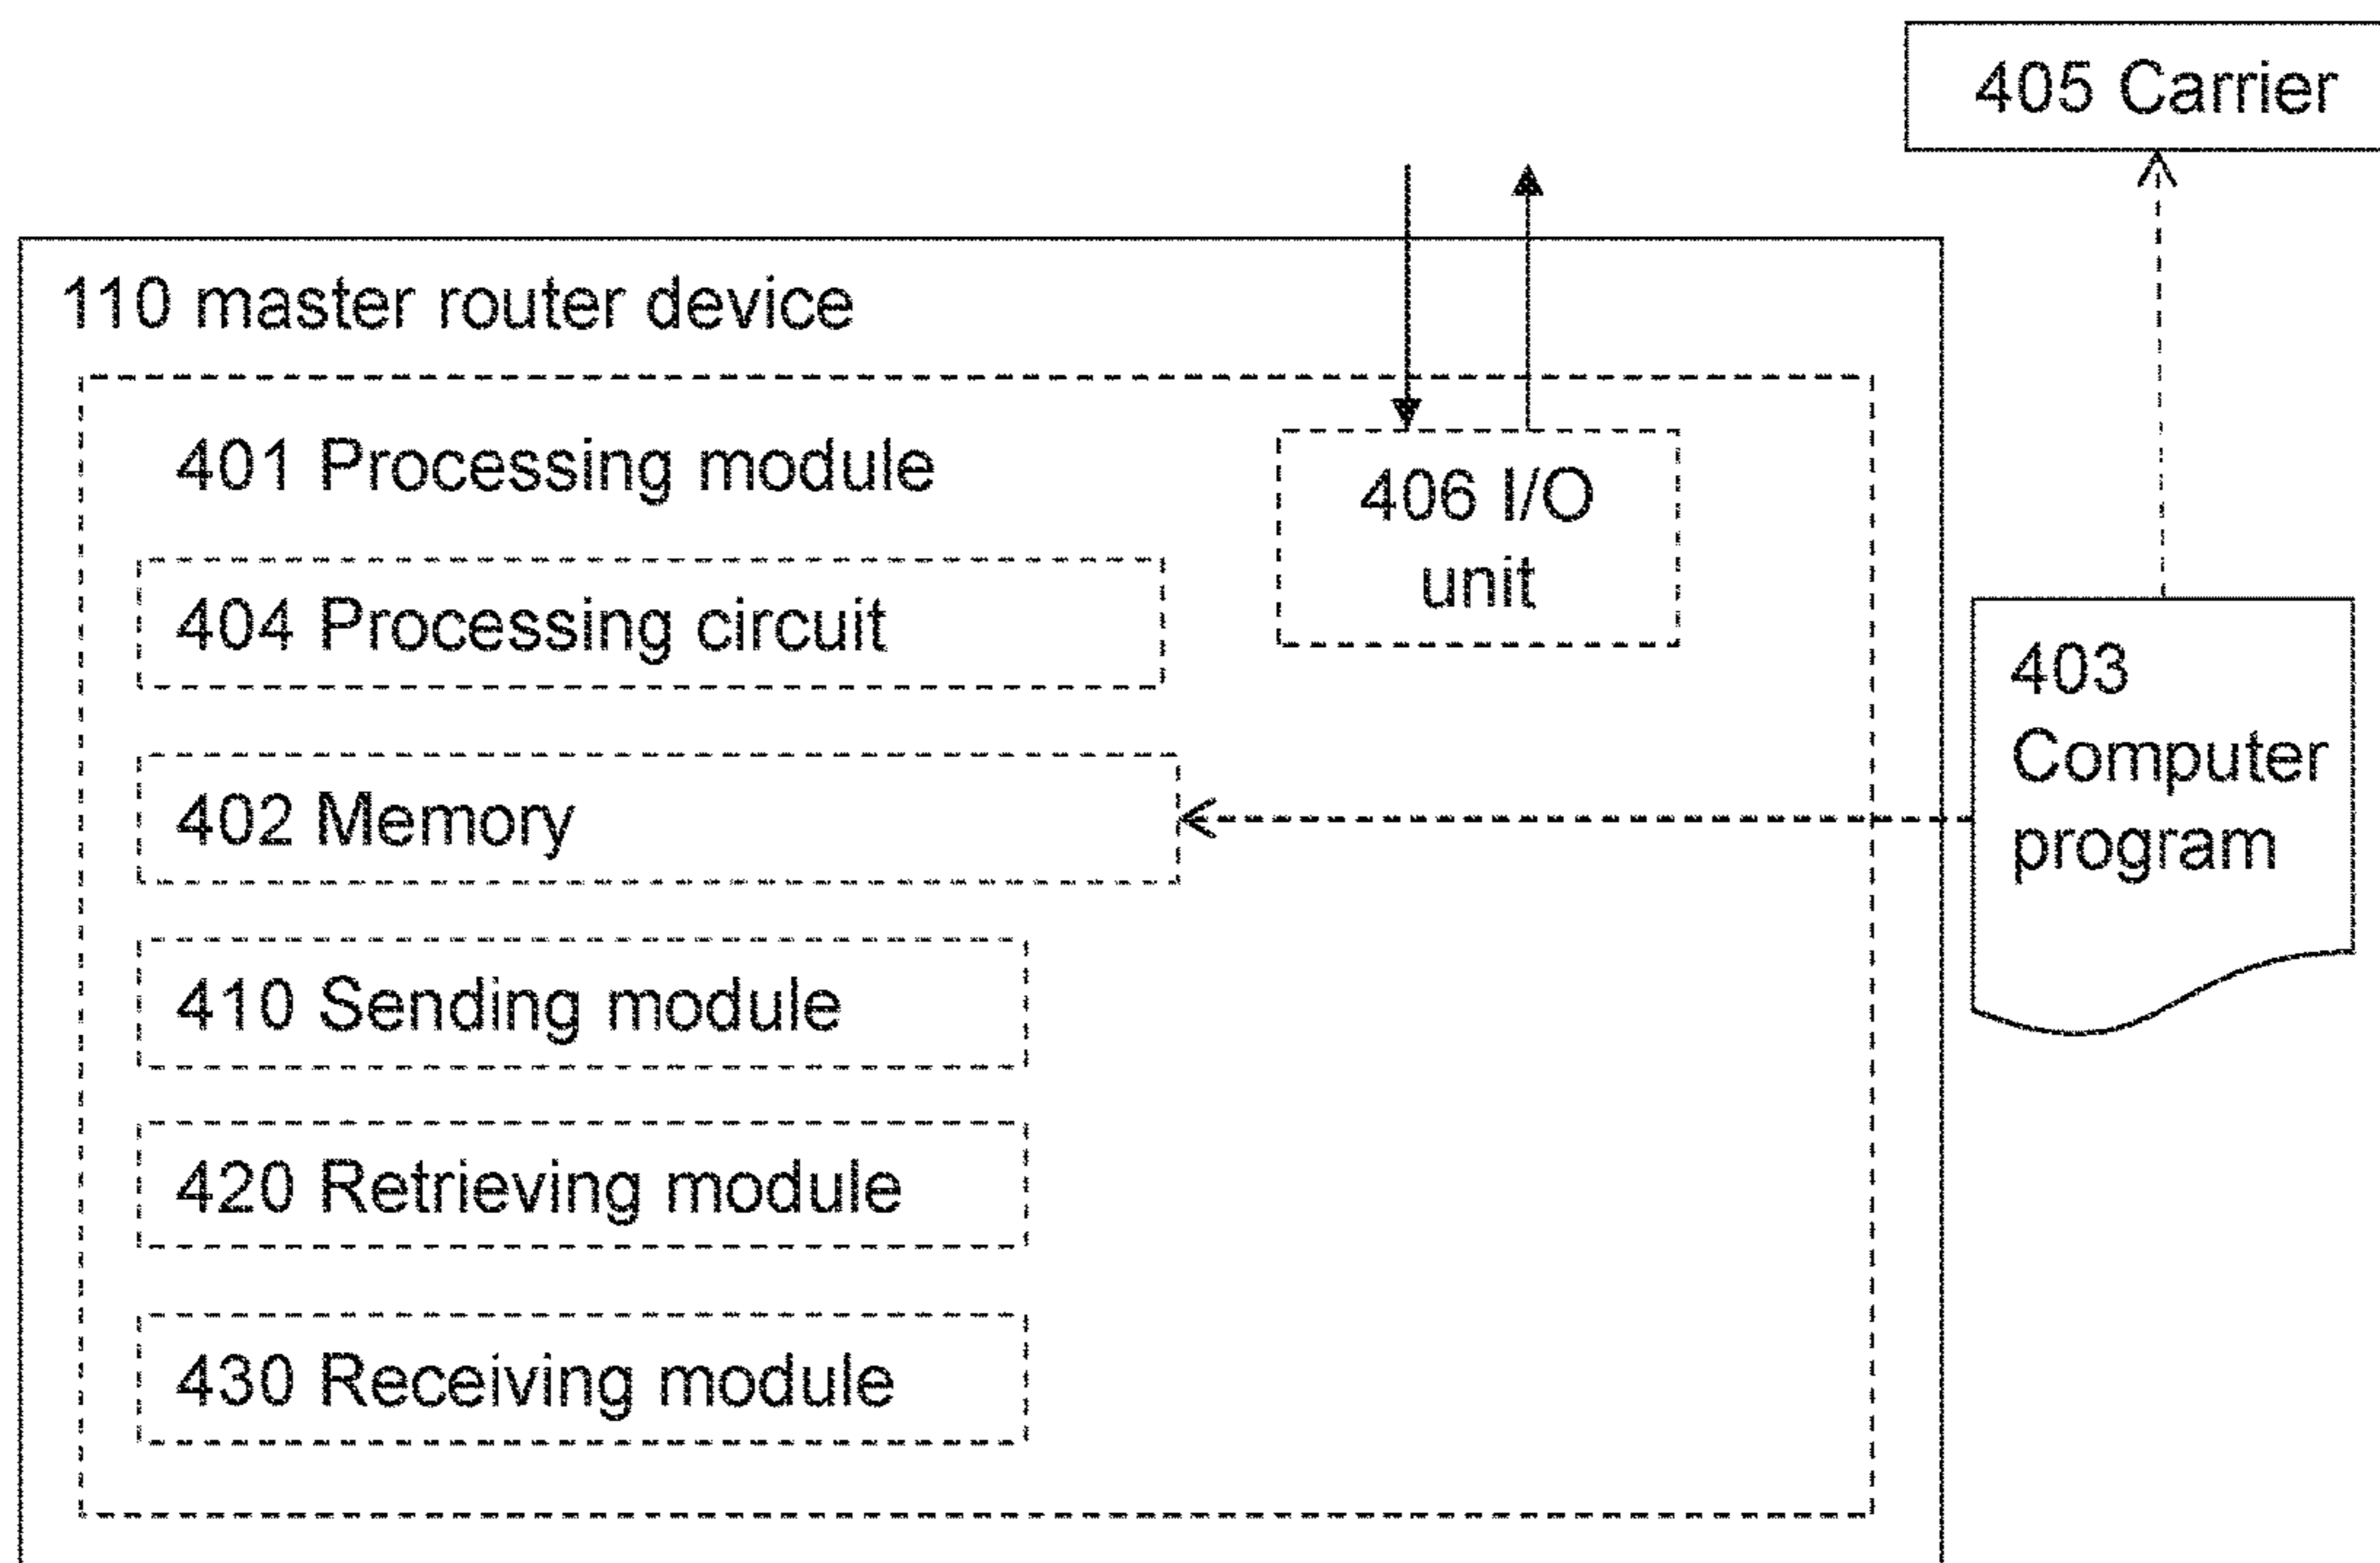 405 Carrier
110 master router device
401 Processing module
406 I/O
unit
404 Processing circuit
403
Computer
program
402 Memory
410 Sending module
420 Retrieving module
430 Receiving module